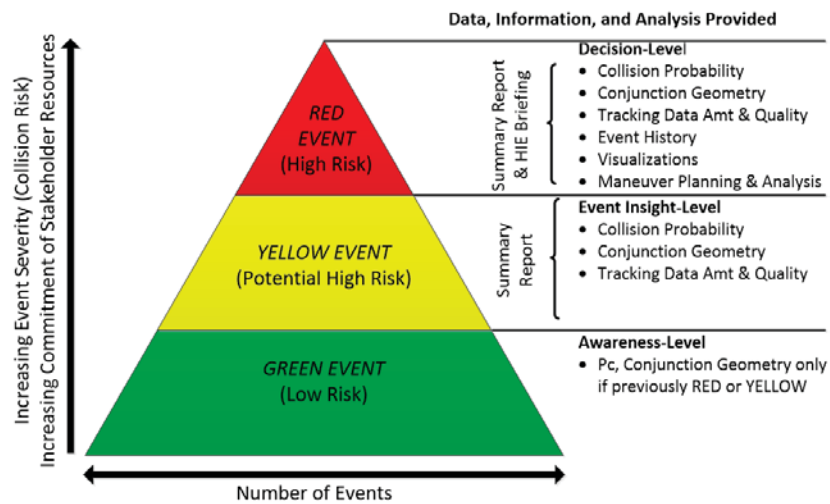 Data, Information, and Analysis Provided
Increasing Event Severity (Collision Risk)
Increasing Commitment of Stakeholder Resources
RED
EVENT
(High Risk)
Summary Report
& HIE Briefing
Decision-Level
• Collision Probability
• Conjunction Geometry
• Tracking Data Amt & Quality
• Event History
• Visualizations
• Maneuver Planning & Analysis
YELLOW EVENT
(Potential High Risk)
Summary
Report
Event Insight-Level
• Collision Probability
• Conjunction Geometry
• Tracking Data Amt & Quality
GREEN EVENT
(Low Risk)
Awareness-Level
• Pc, Conjunction Geometry only
if previously RED or YELLOW
Number of Events